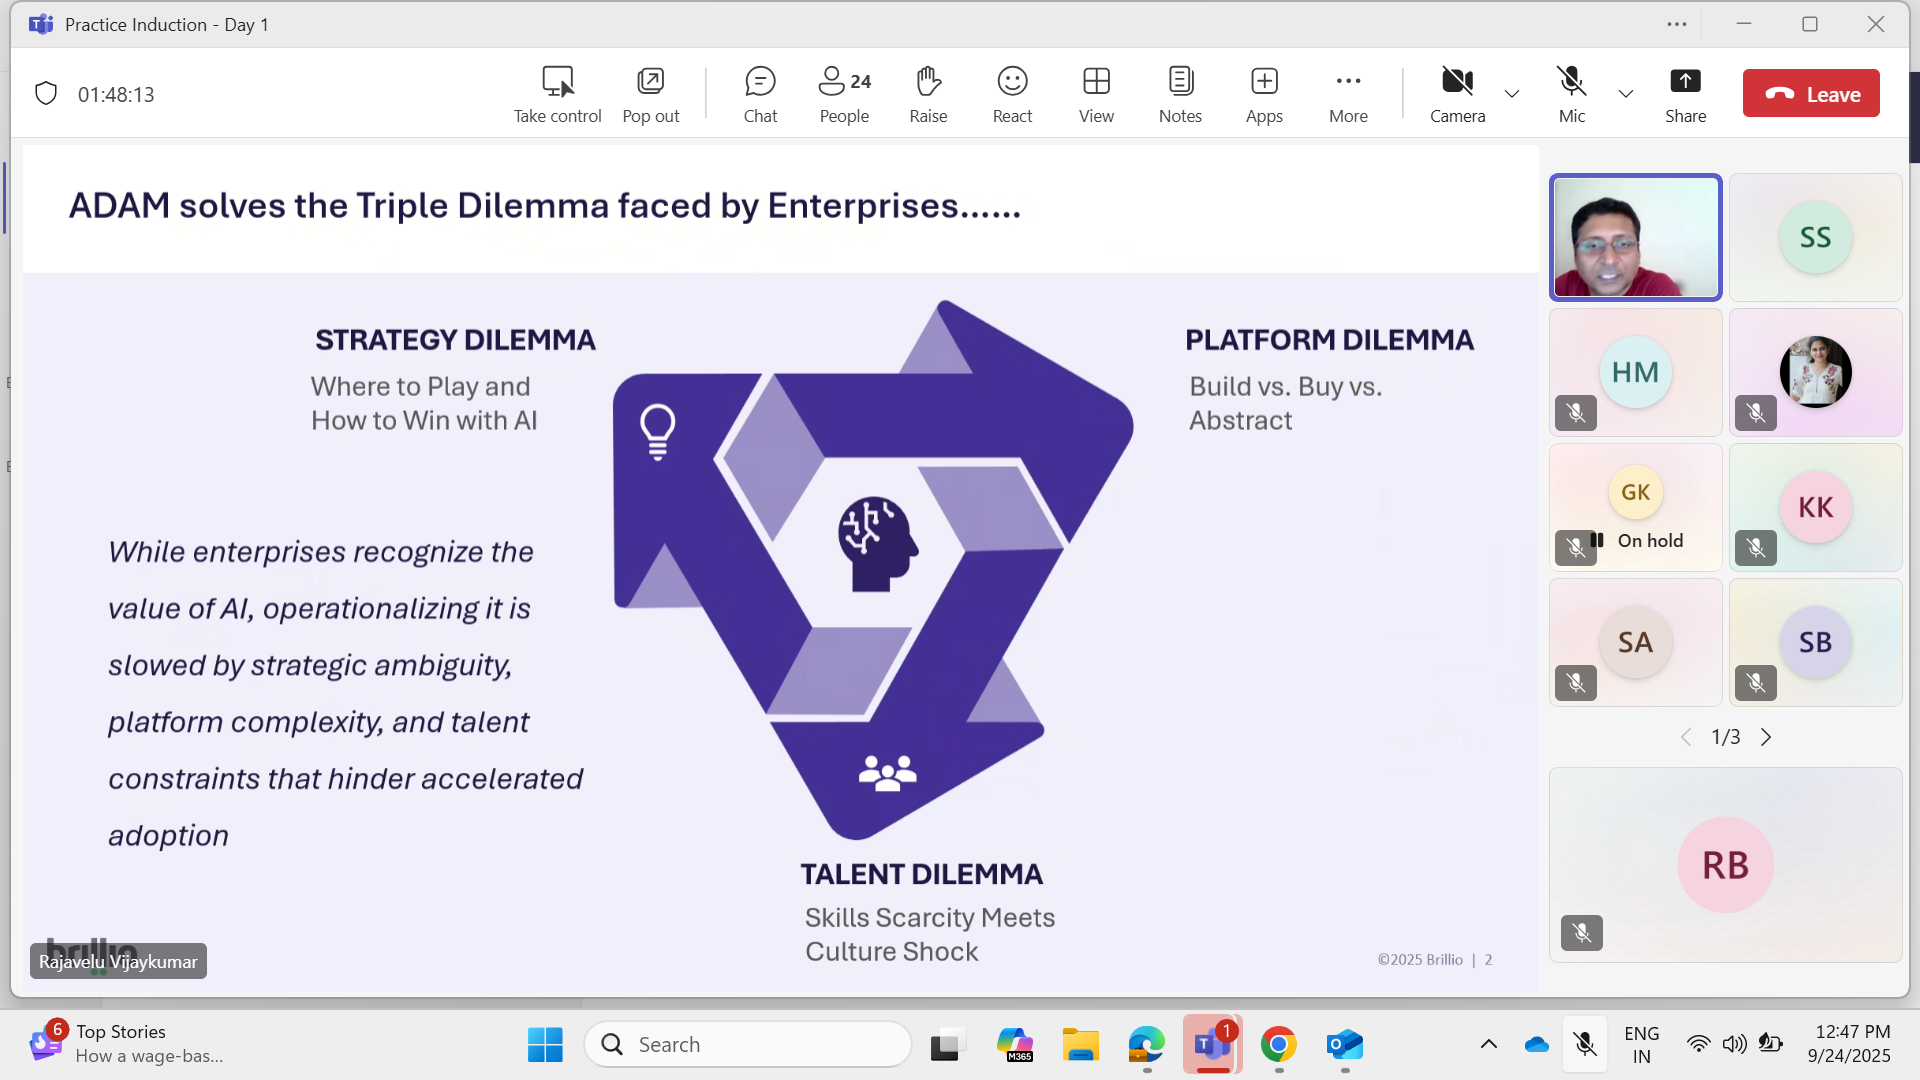 Practice Induction - Day 1
01:48:13
Take control
Pop out
Chat
24
People
Raise
React
View
Notes
Apps
More
Camera
Mic
Share
Leave
ADAM solves the Triple Dilemma faced by Enterprises......
STRATEGY DILEMMA
Where to Play and
How to Win with AI
PLATFORM DILEMMA
Build vs. Buy vs.
Abstract
While enterprises recognize the
value of AI, operationalizing it is
slowed by strategic ambiguity,
platform complexity, and talent
constraints that hinder accelerated
adoption
TALENT DILEMMA
Skills Scarcity Meets
Culture Shock
brillio
Rajavelu Vijaykumar
©2025 Brillio | 2
SS
HM
GK
On hold
KK
SA
SB
1/3
RB
6
Top Stories
How a wage-bas...
Search
M365
1
ENG
IN
12:47 PM
9/24/2025